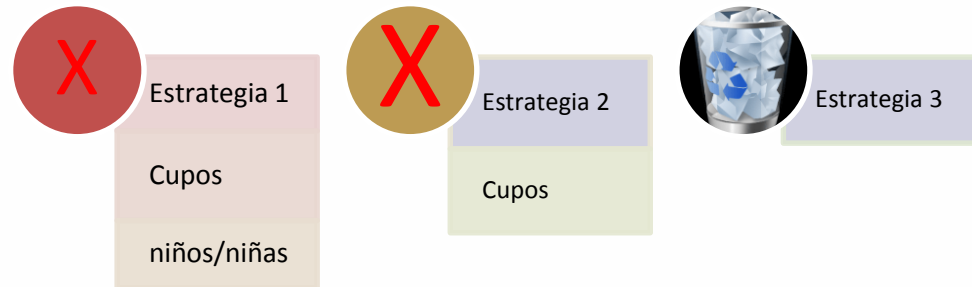 X
Estrategia 1
Cupos
niños/niñas
X
Estrategia 2
Cupos
Estrategia 3